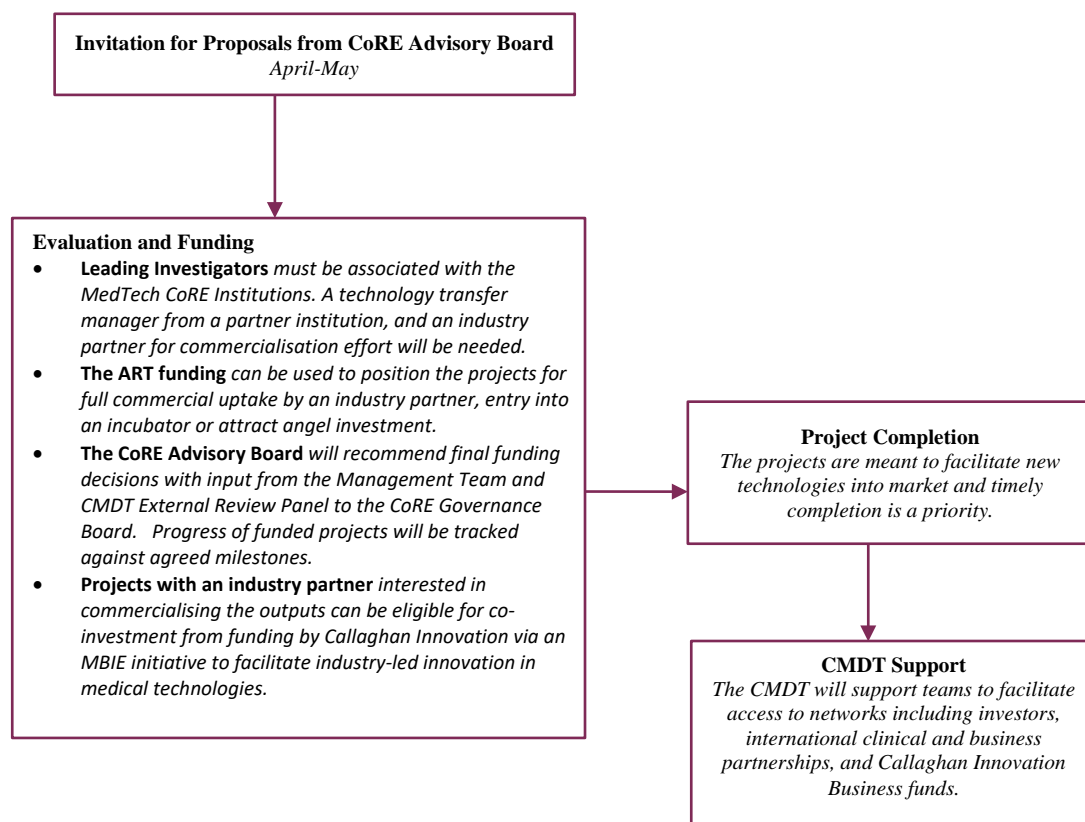 Invitation for Proposals from CoRE Advisory Board
April-May
Evaluation and Funding
• Leading Investigators must be associated with the
MedTech CoRE Institutions. A technology transfer
manager from a partner institution, and an industry
partner for commercialisation effort will be needed.
• The ART funding can be used to position the projects for
full commercial uptake by an industry partner, entry into
an incubator or attract angel investment.
• The CoRE Advisory Board will recommend final funding
decisions with input from the Management Team and
CMDT External Review Panel to the CoRE Governance
Board.   Progress of funded projects will be tracked
against agreed milestones.
• Projects with an industry partner interested in
commercialising the outputs can be eligible for co-
investment from funding by Callaghan Innovation via an
MBIE initiative to facilitate industry-led innovation in
medical technologies.
Project Completion
The projects are meant to facilitate new
technologies into market and timely
completion is a priority.
CMDT Support
The CMDT will support teams to facilitate
access to networks including investors,
international clinical and business
partnerships, and Callaghan Innovation
Business funds.